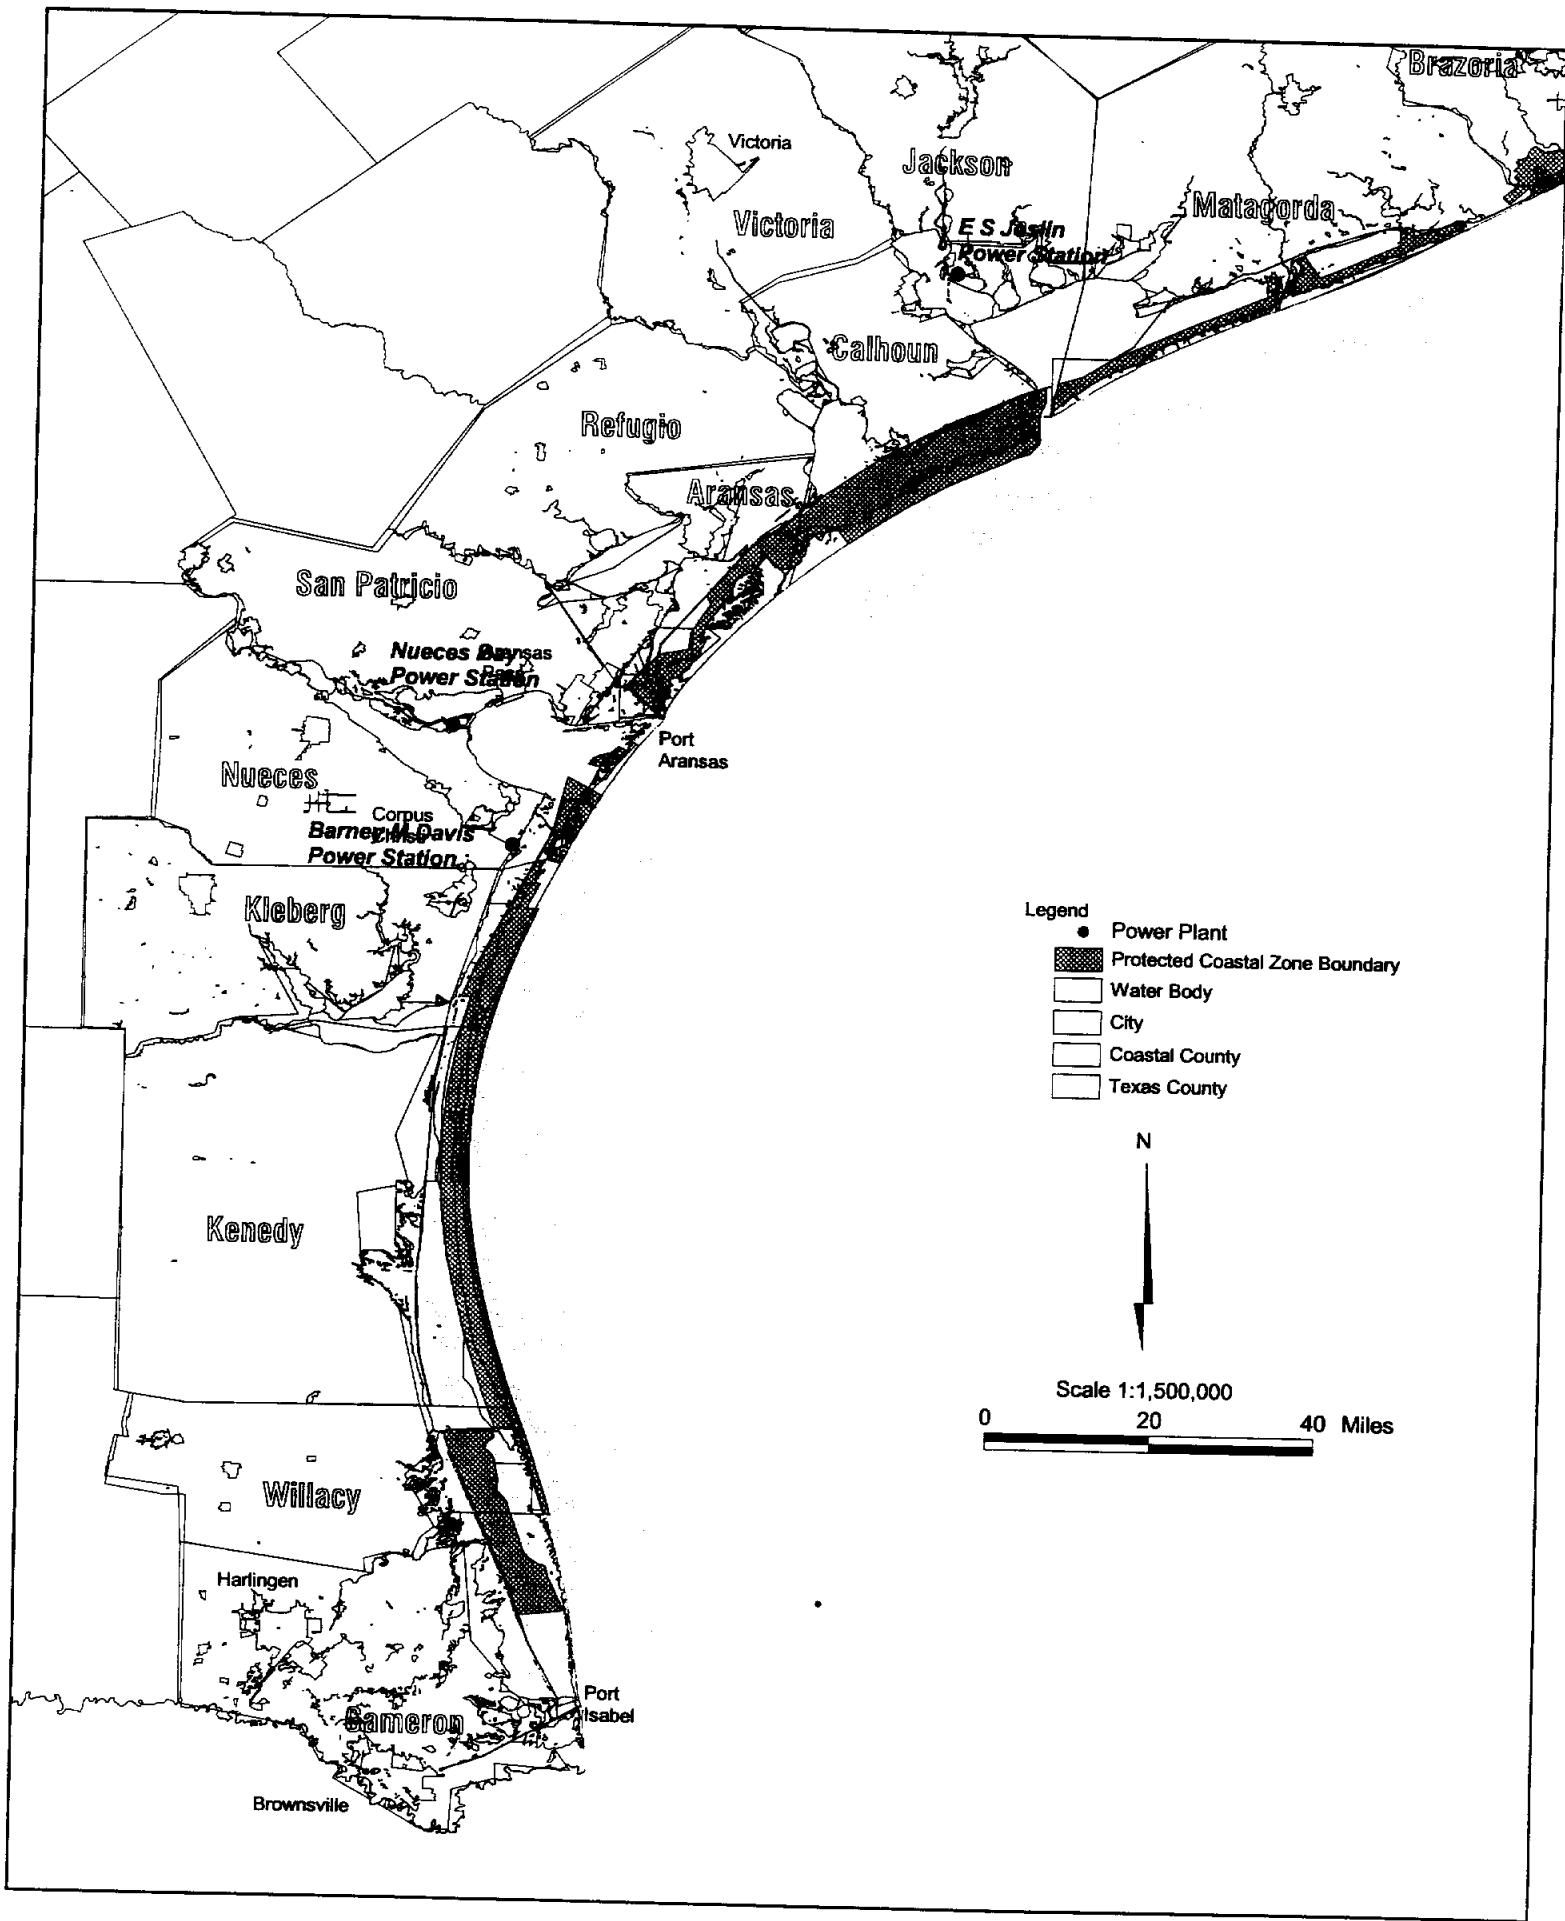 Brazoria
Victoria
Jackson
Matagorda
Victoria
E S Joslin
Power Station
Calhoun
Refugio
Aransas
San Patricio
Nueces Bay
Power Station
Aransas
Pass
Port
Aransas
Nueces
Corpus
Christi
Barney M Davis
Power Station
Kleberg
Legend
Power Plant
Protected Coastal Zone Boundary
Water Body
City
Coastal County
Texas County
N
Kenedy
Scale 1:1,500,000
0 20 40 Miles
Willacy
Harlingen
Port
Isabel
Cameron
Brownsville